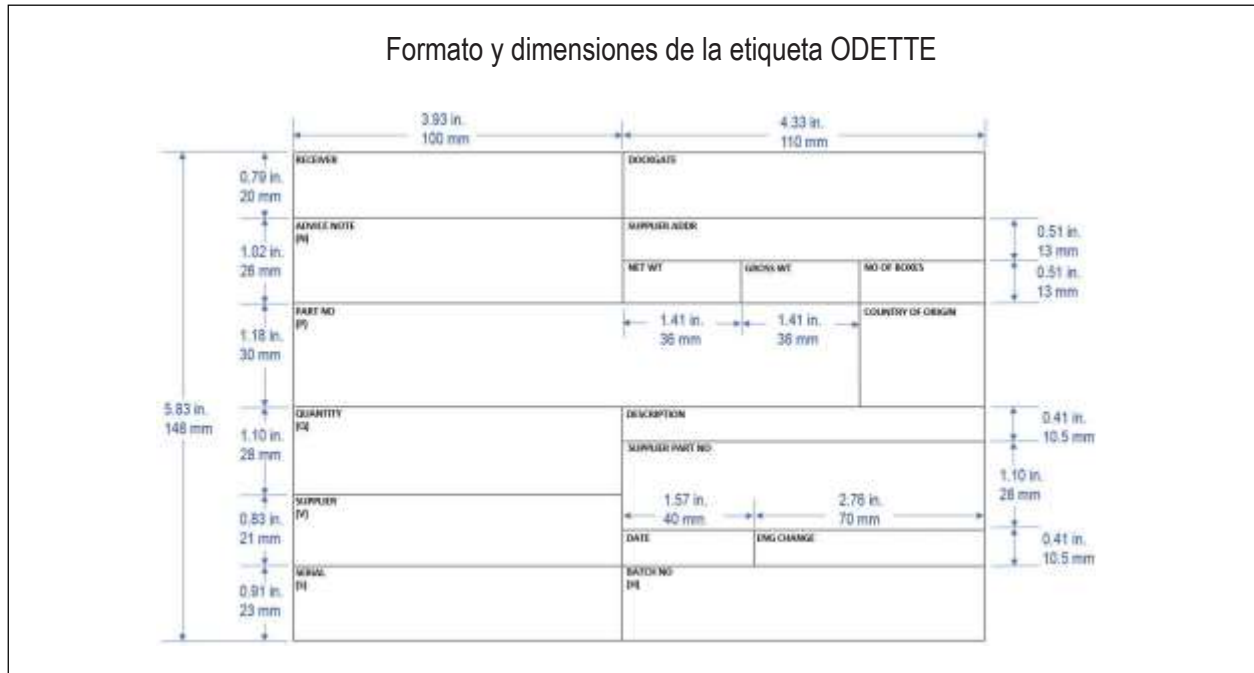 Formato y dimensiones de la etiqueta ODETTE
3.93 in.
100 mm
4.33 in.
110 mm
RECEIVER
DOCKGATE
0.79 in.
20 mm
ADVICE NOTE
(N)
SUPPLIER ADDR
0.51 in.
13 mm
1.02 in.
26 mm
NET WT
GROSS WT
NO OF BOXES
0.51 in.
13 mm
PART NO
(P)
1.41 in.
36 mm
1.41 in.
36 mm
COUNTRY OF ORIGIN
1.18 in.
30 mm
5.83 in.
148 mm
QUANTITY
(Q)
DESCRIPTION
0.41 in.
10.5 mm
1.10 in.
28 mm
SUPPLIER PART NO
1.10 in.
28 mm
SUPPLIER
(V)
1.57 in.
40 mm
2.76 in.
70 mm
0.83 in.
21 mm
DATE
ENG CHANGE
0.41 in.
10.5 mm
SERIAL
(S)
BATCH NO
(H)
0.91 in.
23 mm